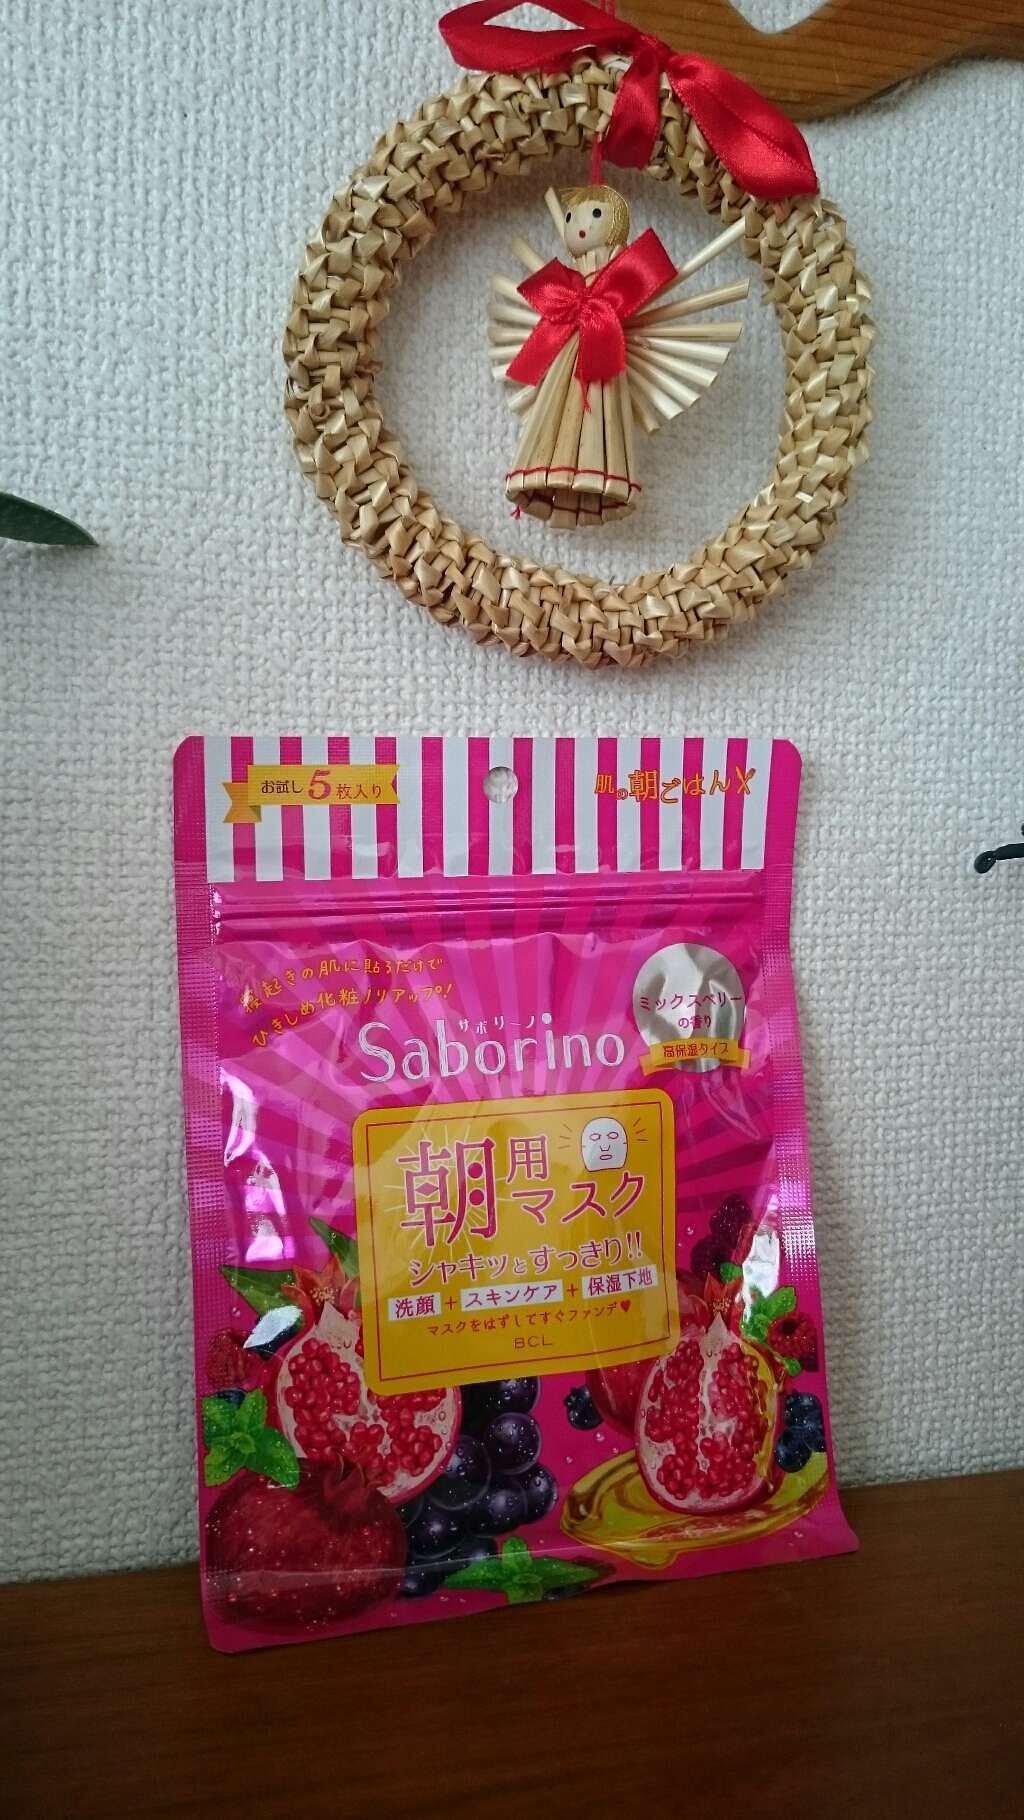 お試し5枚入り
肌の朝ごはん
寝起きの肌に貼るだけで
ひきしめ化粧ノリアップ!
サボリーノ
Saborino
ミックスベリー
の香り
高保湿タイプ
朝用マスク
シャキッとすっきり!!
洗顔+スキンケア+保湿下地
マスクをはずしてすぐファンデ♥
BCL